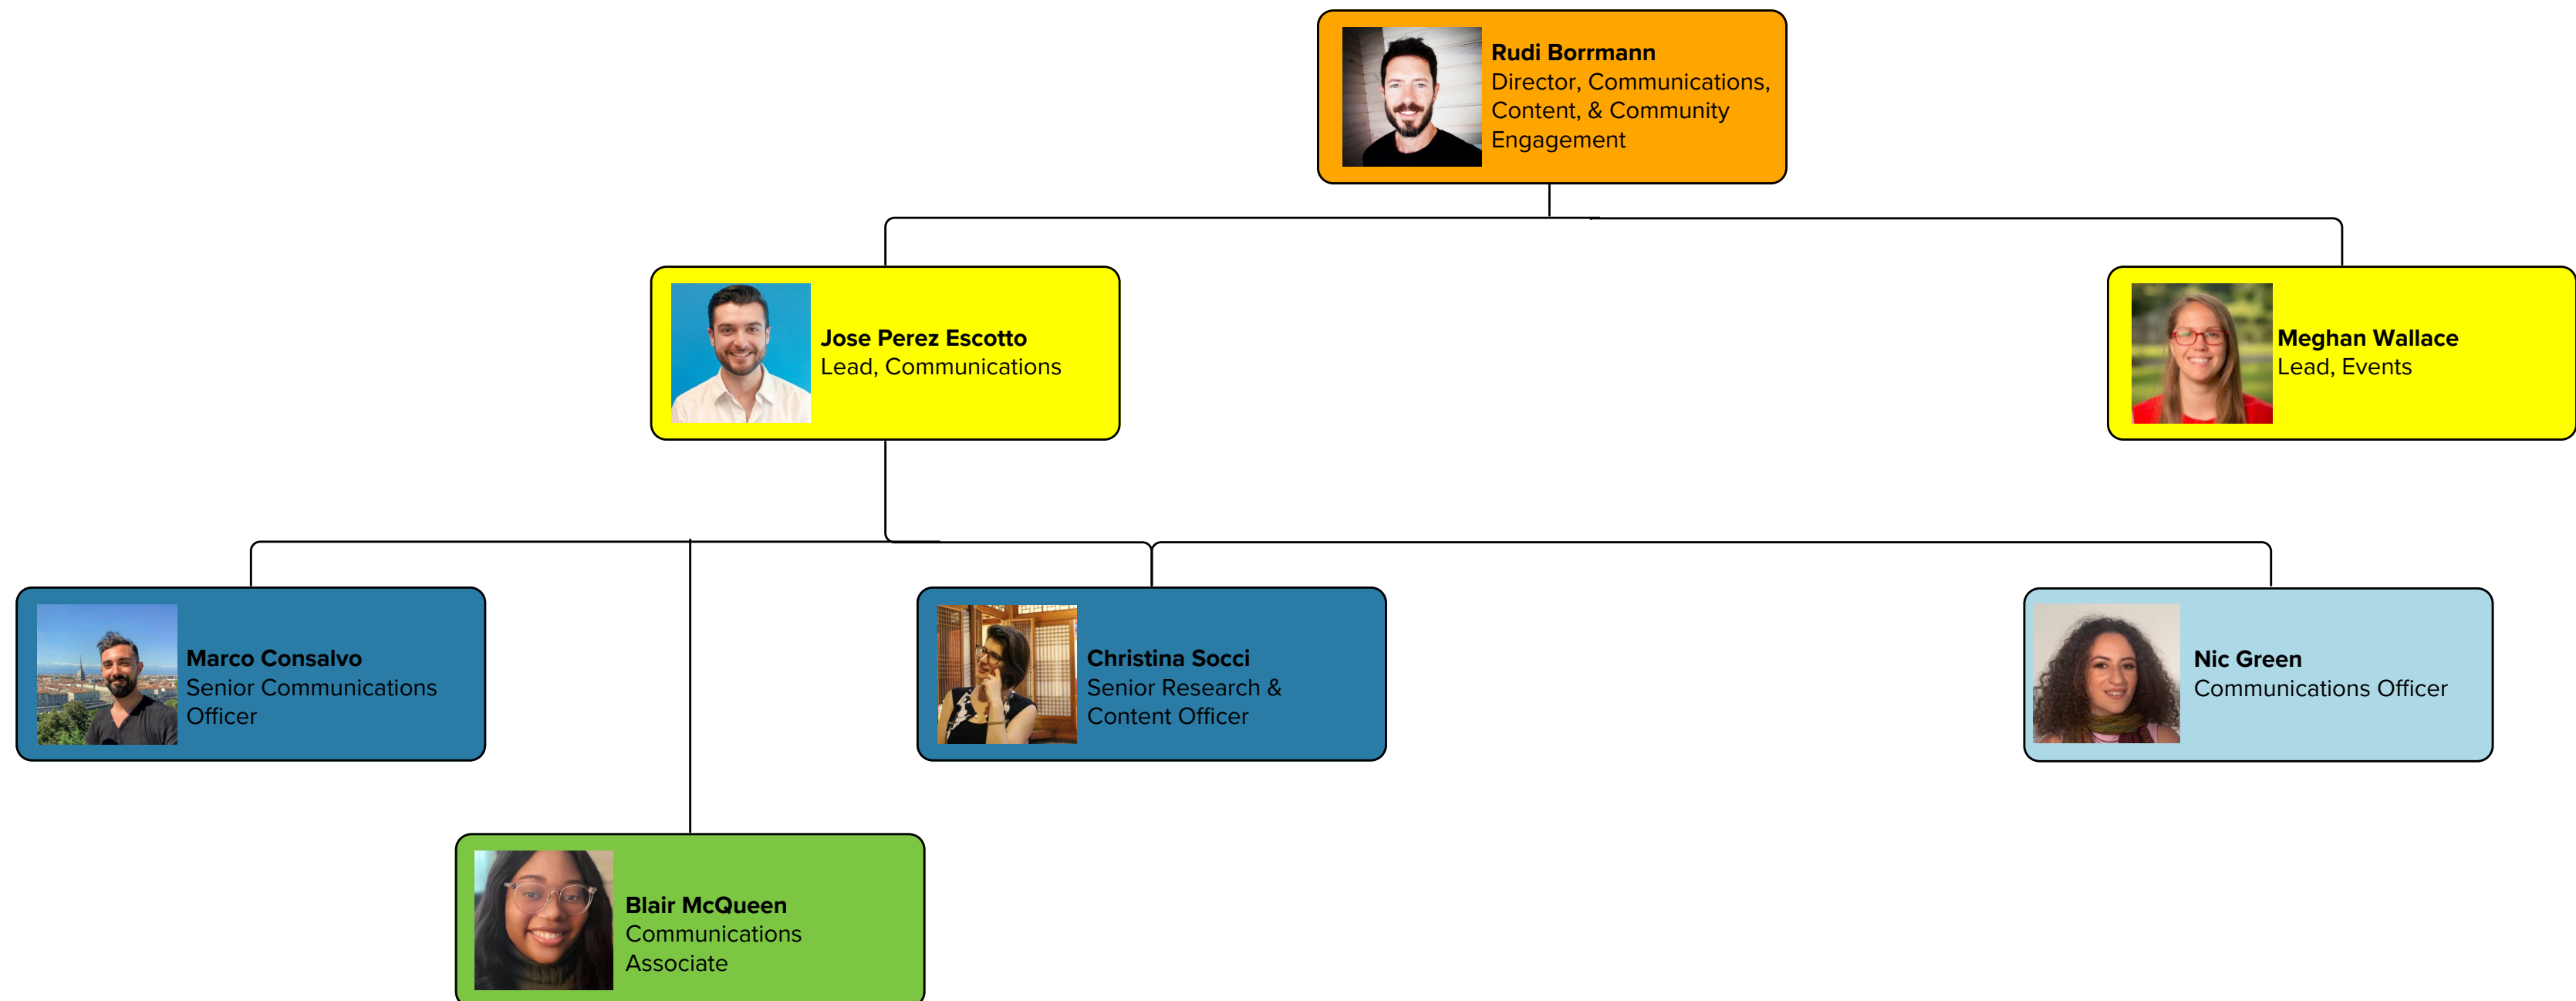 Rudi Borrmann
Director, Communications,
Content, & Community
Engagement
Jose Perez Escotto
Lead, Communications
Meghan Wallace
Lead, Events
Marco Consalvo
Senior Communications
Officer
Christina Socci
Senior Research &
Content Officer
Nic Green
Communications Officer
Blair McQueen
Communications
Associate